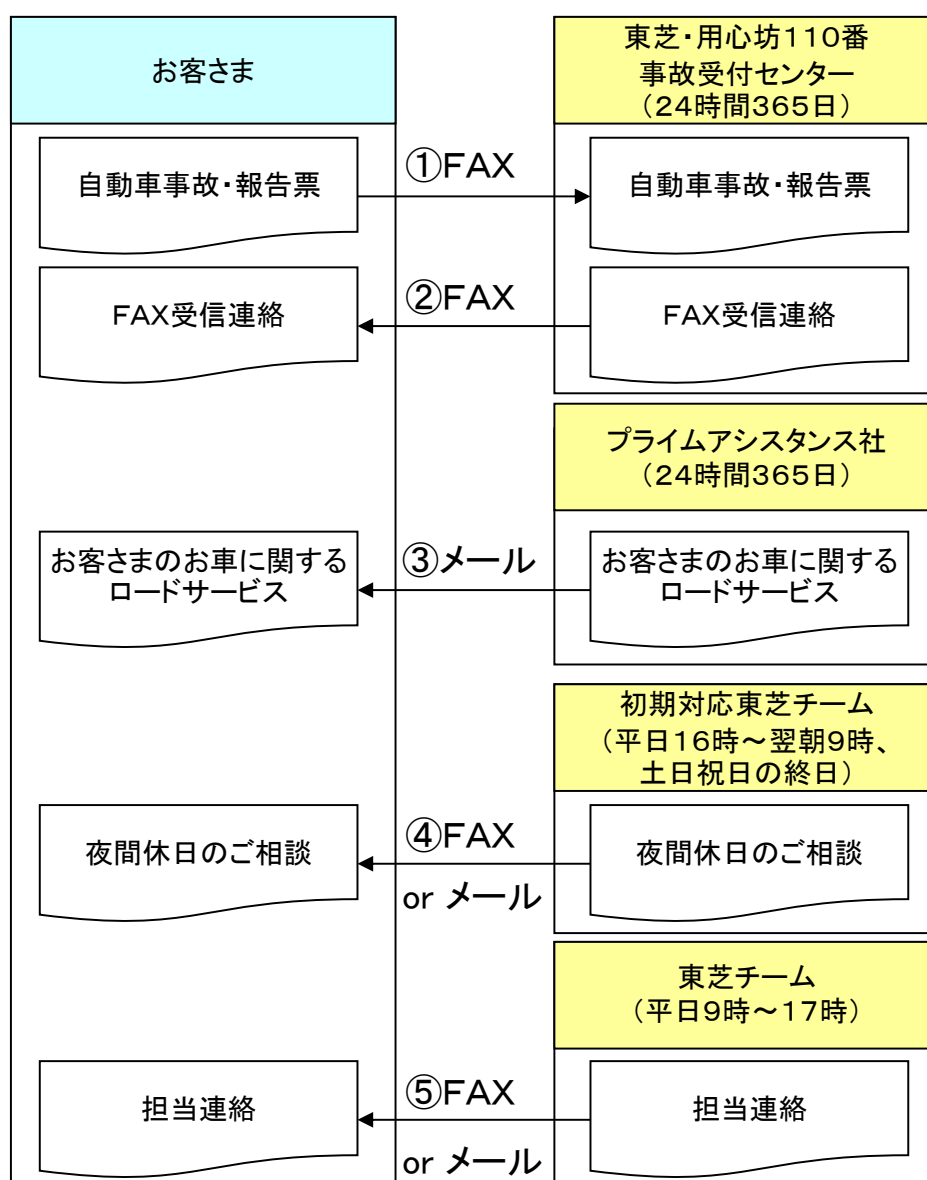 お客さま
東芝・用心坊110番
事故受付センター
（24時間365日）
自動車事故・報告票
①FAX
自動車事故・報告票
FAX受信連絡
②FAX
FAX受信連絡
プライムアシスタンス社
（24時間365日）
お客さまのお車に関する
ロードサービス
③メール
お客さまのお車に関する
ロードサービス
初期対応東芝チーム
（平日16時～翌朝9時、
土日祝日の終日）
夜間休日のご相談
④FAX
or メール
夜間休日のご相談
東芝チーム
（平日9時～17時）
担当連絡
⑤FAX
or メール
担当連絡